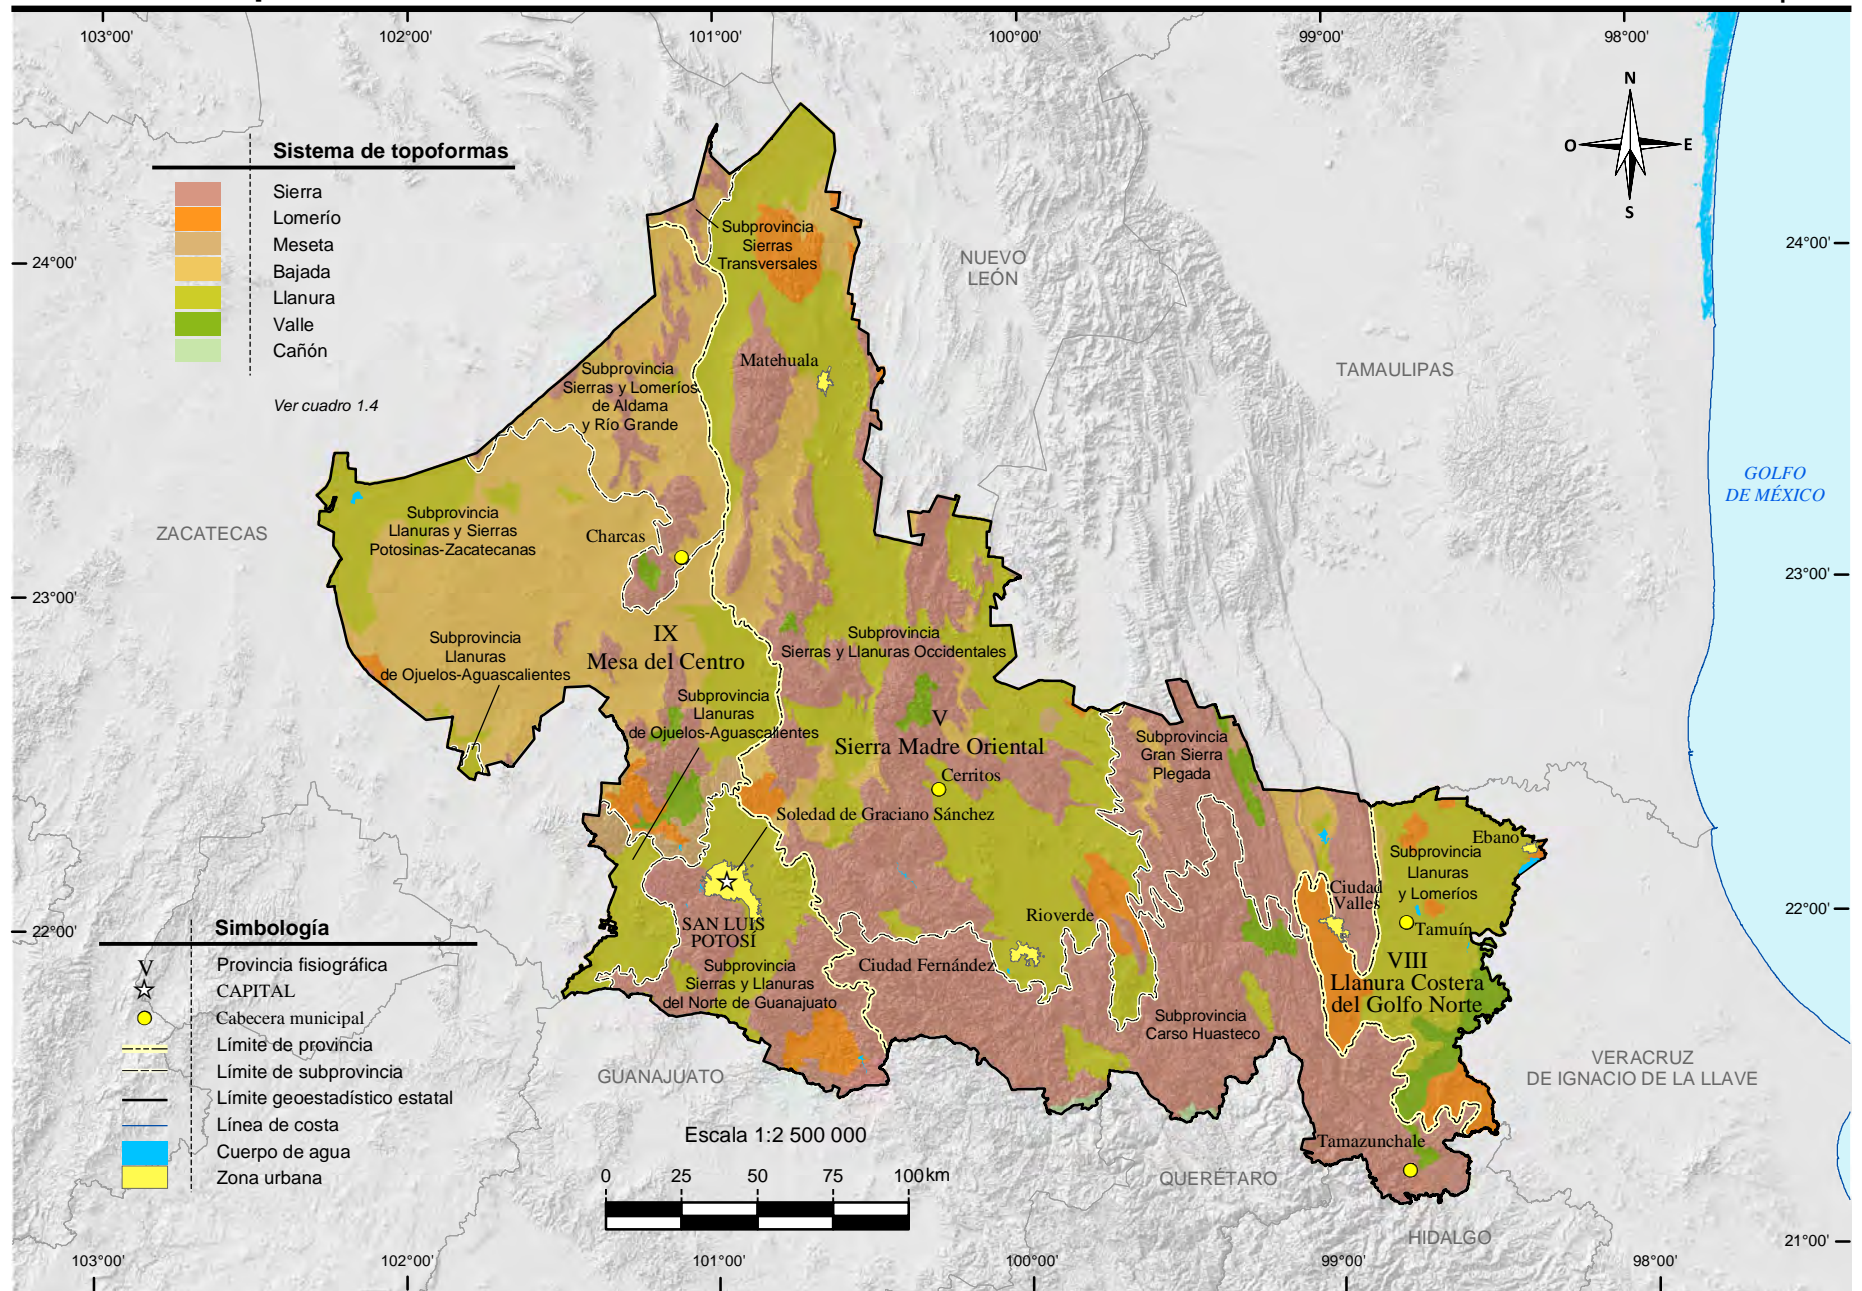 103°00'
102°00'
101°00'
100°00'
99°00'
98°00'
N
O
E
S
Sistema de topoformas
Sierra
Lomerío
Meseta
Bajada
Llanura
Valle
Cañón
Ver cuadro 1.4
24°00'
24°00'
23°00'
23°00'
22°00'
22°00'
21°00'
NUEVO
LEÓN
TAMAULIPAS
GOLFO
DE MÉXICO
ZACATECAS
Subprovincia
Sierras
Transversales
Matehuala
Subprovincia
Sierras y Lomeríos
de Aldama
y Río Grande
Subprovincia
Llanuras y Sierras
Potosinas-Zacatecanas
Charcas
IX
Mesa del Centro
Subprovincia
Llanuras
de Ojuelos-Aguascalientes
Subprovincia
Llanuras
de Ojuelos-Aguascalientes
Subprovincia
Sierras y Llanuras Occidentales
V
Sierra Madre Oriental
Cerritos
Soledad de Graciano Sánchez
Subprovincia
Gran Sierra
Plegada
Ebano
Subprovincia
Llanuras
y Lomeríos
Ciudad
Valles
Tamuín
VIII
Llanura Costera
del Golfo Norte
Rioverde
Ciudad Fernández
SAN LUIS
POTOSÍ
Subprovincia
Sierras y Llanuras
del Norte de Guanajuato
Subprovincia
Carso Huasteco
Tamazunchale
GUANAJUATO
QUERÉTARO
HIDALGO
VERACRUZ
DE IGNACIO DE LA LLAVE
Simbología
V
Provincia fisiográfica
CAPITAL
Cabecera municipal
Límite de provincia
Límite de subprovincia
Límite geoestadístico estatal
Línea de costa
Cuerpo de agua
Zona urbana
Escala 1:2 500 000
0
25
50
75
100 km
103°00'
102°00'
101°00'
100°00'
99°00'
98°00'